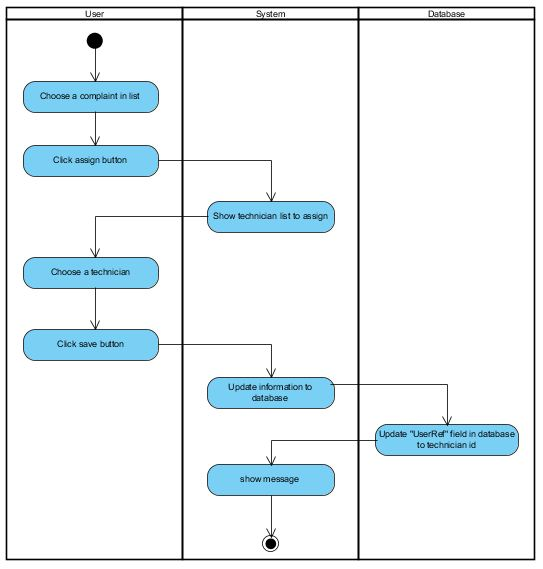 User
System
Database
Choose a complaint in list
Click assign button
Show technician list to assign
Choose a technician
Click save button
Update information to
database
Update "UserRef" field in database
to technician id
show message